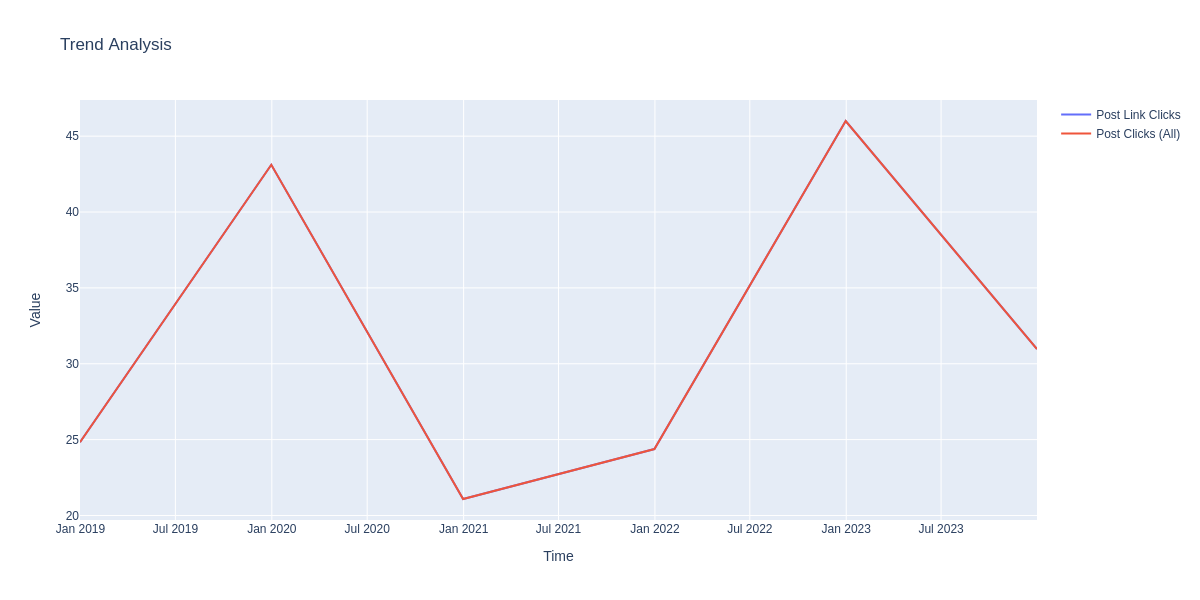 Trend Analysis
Post Link Clicks
Post Clicks (All)
45
40
35
30
25
20
Value
Jan 2019 Jul 2019 Jan 2020 Jul 2020 Jan 2021 Jul 2021 Jan 2022 Jul 2022 Jan 2023 Jul 2023
Time